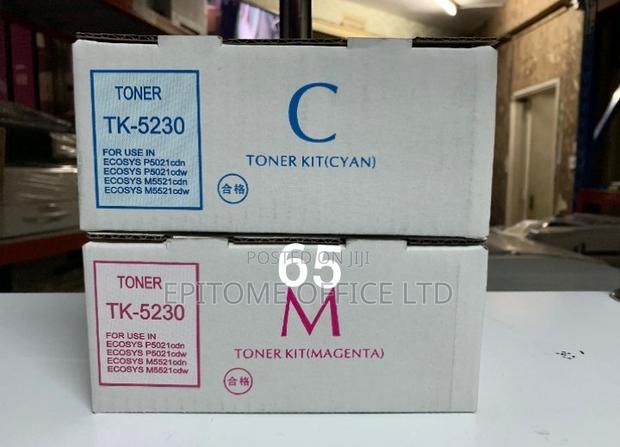 TONER
TK-5230
FOR USE IN
ECOSYS P5021cdn
ECOSYS P5021cdw
ECOSYS M5521cdn
ECOSYS M5521cdw
C
TONER KIT(CYAN)
合格
POSTED ON JIJI
65
EPITOME OFFICE LTD
TONER
TK-5230
FOR USE IN
ECOSYS P5021cdn
ECOSYS P5021cdw
ECOSYS M5521cdn
ECOSYS M5521cdw
M
TONER KIT(MAGENTA)
合格